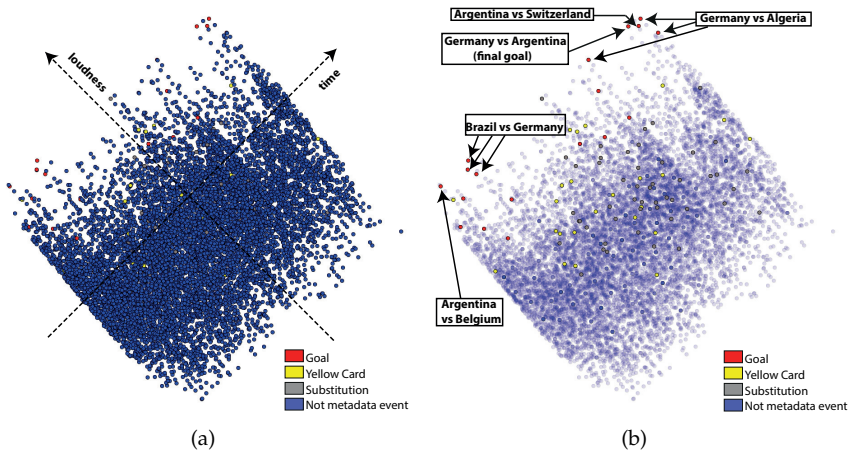 loudness
time
Goal
Yellow Card
Substitution
Not metadata event
(a)
Argentina vs Switzerland
Germany vs Algeria
Germany vs Argentina
(final goal)
Brazil vs Germany
Argentina
vs Belgium
Goal
Yellow Card
Substitution
Not metadata event
(b)